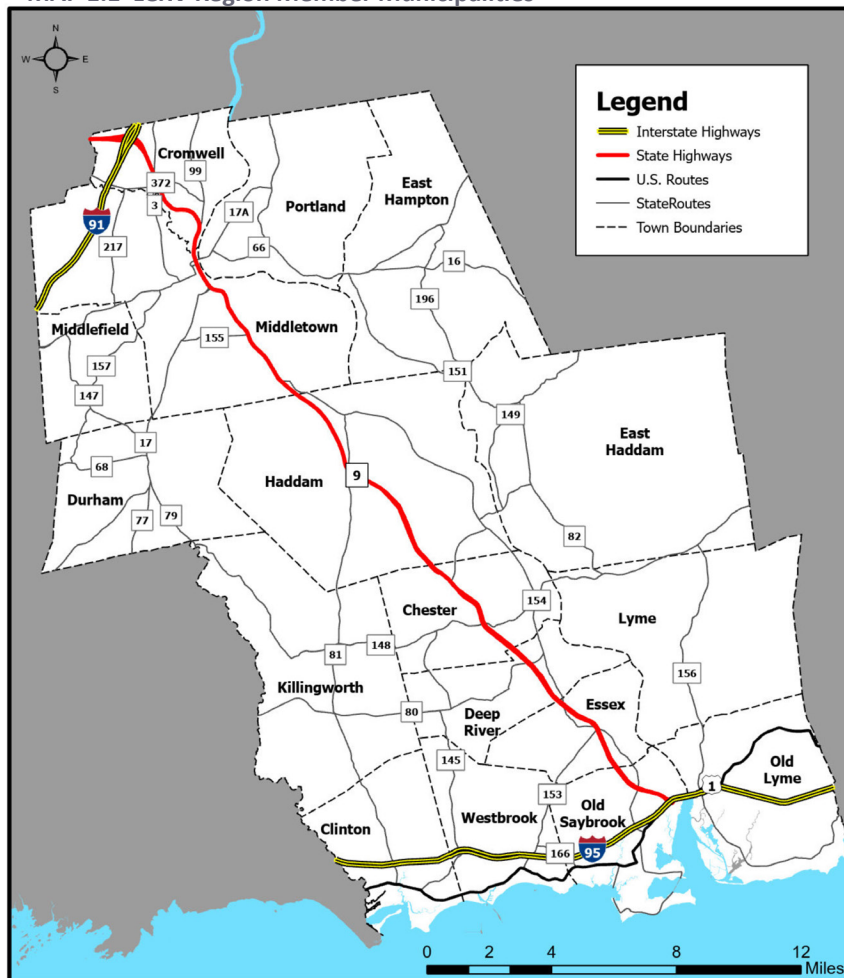 N
W E
S
Legend
Interstate Highways
State Highways
U.S. Routes
StateRoutes
Town Boundaries
Cromwell
99
372
3
East
Hampton
Portland
17A
91
217
66
16
196
Middlefield
Middletown
155
157
151
147
149
17
East
Haddam
68
Haddam
9
Durham
77
79
82
Chester
154
Lyme
148
81
156
Killingworth
Essex
80
Deep
River
145
Old
Lyme
1
153
Old
Saybrook
Westbrook
Clinton
166
95
0 2 4 8 12
Miles